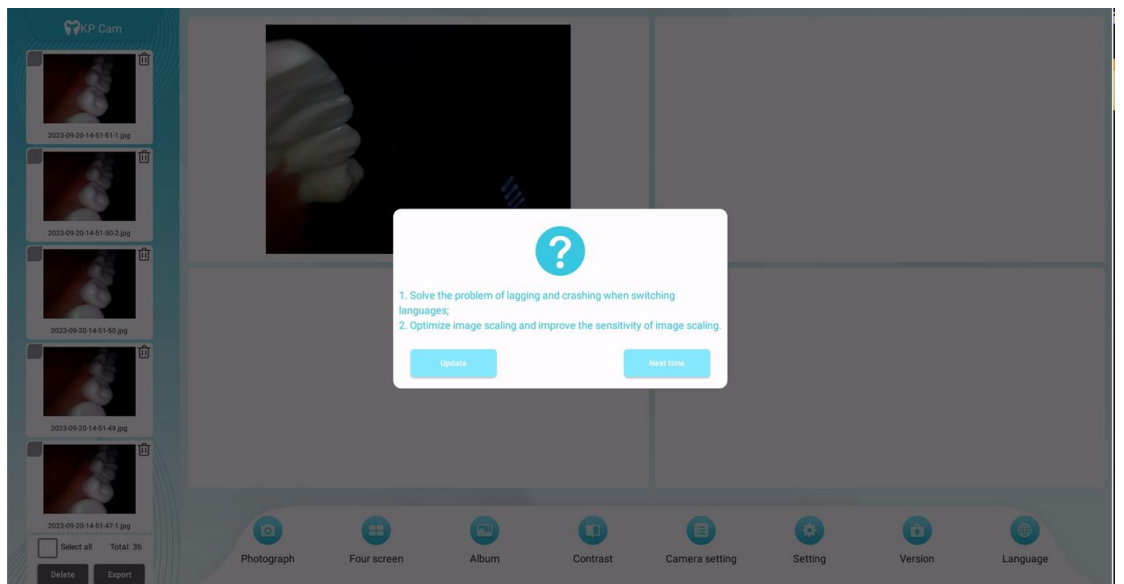 KP Cam
2023-09-20-14-51-51-1.jpg
2023-09-20-14-51-50-2.jpg
2023-09-20-14-51-50.jpg
2023-09-20-14-51-49.jpg
2023-09-20-14-51-47-1.jpg
Select all Total: 36
Delete Export
1. Solve the problem of lagging and crashing when switching
languages;
2. Optimize image scaling and improve the sensitivity of image scaling.
Update Next time
Photograph Four screen Album Contrast Camera setting Setting Version Language